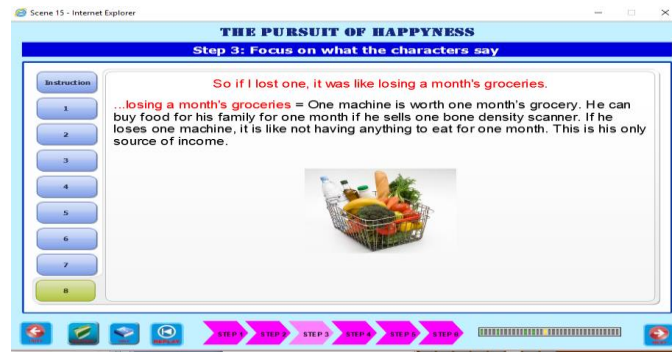 Scene 15 - Internet Explorer
THE PURSUIT OF HAPPYNESS
Step 3: Focus on what the characters say
Instruction
1
2
3
4
5
6
7
8
So if I lost one, it was like losing a month's groceries.
...losing a month's groceries = One machine is worth one month's grocery. He can
buy food for his family for one month if he sells one bone density scanner. If he
loses one machine, it is like not having anything to eat for one month. This is his only
source of income.
REPLAY
STEP 1
STEP 2
STEP 3
STEP 4
STEP 5
STEP 6